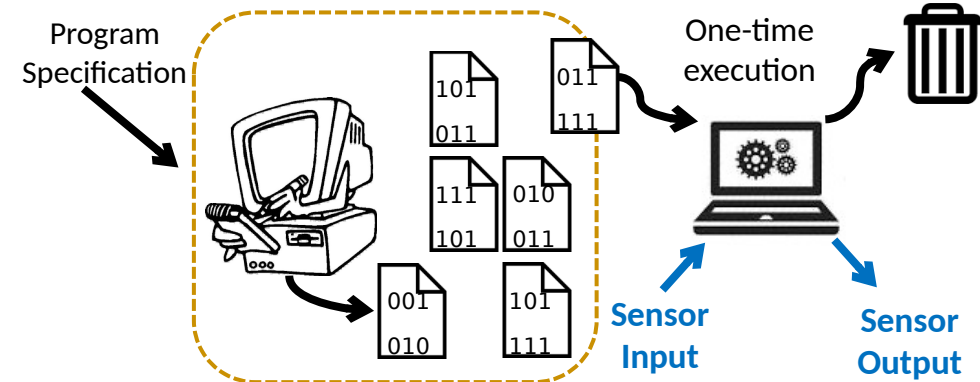 Program
Specification
101
011
011
111
One-time
execution
111
101
010
011
001
010
101
111
Sensor
Input
Sensor
Output